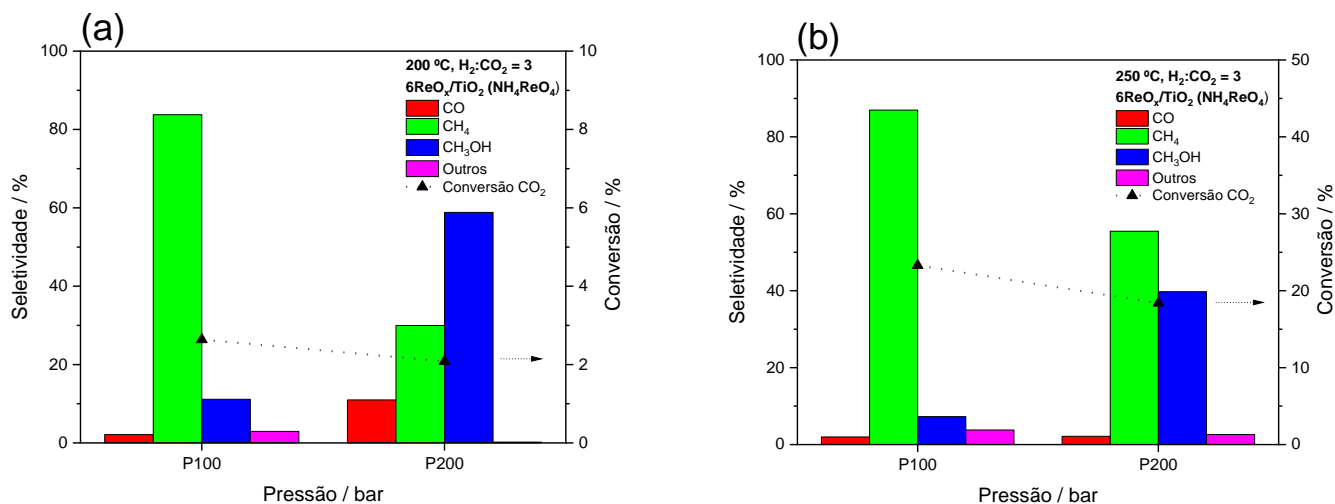 (a)
100
80
60
40
20
0
Seletividade / %
10
8
6
4
2
0
Conversão / %
200 ºC, H₂:CO₂ = 3
6ReOₓ/TiO₂ (NH₄ReO₄)
CO
CH₄
CH₃OH
Outros
Conversão CO₂
P100 P200
Pressão / bar
(b)
100
80
60
40
20
0
Seletividade / %
50
40
30
20
10
0
Conversão / %
250 ºC, H₂:CO₂ = 3
6ReOₓ/TiO₂ (NH₄ReO₄)
CO
CH₄
CH₃OH
Outros
Conversão CO₂
P100 P200
Pressão / bar